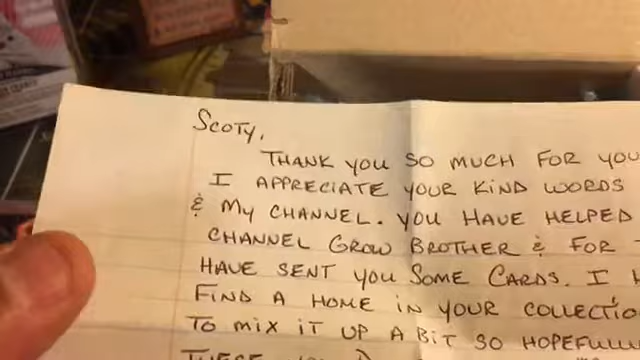 Scoty,
THANK YOU SO MUCH FOR YOU
I APPRECIATE YOUR KIND WORDS
& MY CHANNEL. YOU HAVE HELPED
CHANNEL GROW BROTHER & FOR
HAVE SENT YOU SOME CARDS. I
FIND A HOME IN YOUR COLLECTIO
TO MIX IT UP A BIT SO HOPEFULL